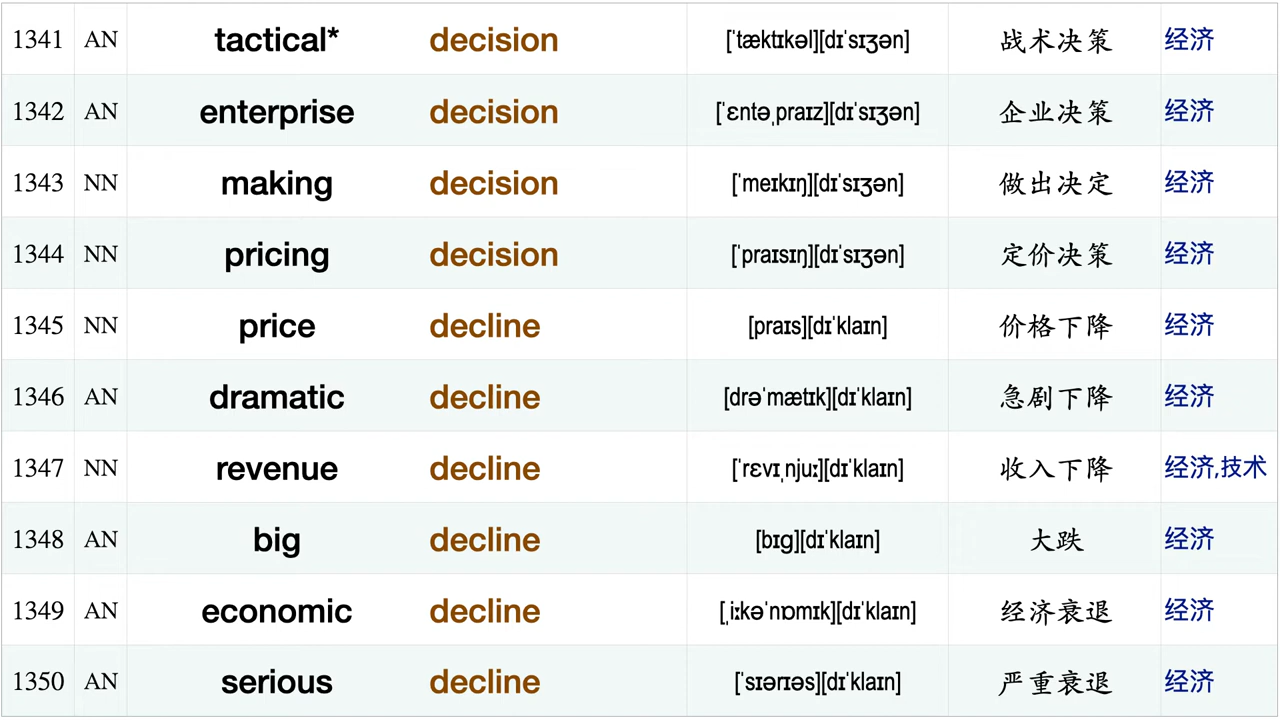 1341 AN tactical* decision [ˈtæktɪkəl][dɪˈsɪʒən] 战术决策 经济
1342 AN enterprise decision [ˈɛntəˌpraɪz][dɪˈsɪʒən] 企业决策 经济
1343 NN making decision [ˈmeɪkɪŋ][dɪˈsɪʒən] 做出决定 经济
1344 NN pricing decision [ˈpraɪsɪŋ][dɪˈsɪʒən] 定价决策 经济
1345 NN price decline [praɪs][dɪˈklaɪn] 价格下降 经济
1346 AN dramatic decline [drəˈmætɪk][dɪˈklaɪn] 急剧下降 经济
1347 NN revenue decline [ˈrɛvɪˌnjuː][dɪˈklaɪn] 收入下降 经济,技术
1348 AN big decline [bɪɡ][dɪˈklaɪn] 大跌 经济
1349 AN economic decline [ˌiːkəˈnɒmɪk][dɪˈklaɪn] 经济衰退 经济
1350 AN serious decline [ˈsɪərɪəs][dɪˈklaɪn] 严重衰退 经济